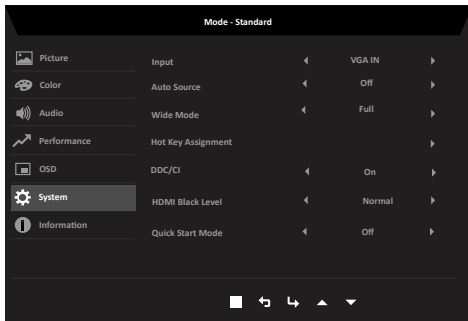 Mode - Standard
Picture
Color
Audio
Performance
OSD
System
Information
Input VGA IN
Auto Source Off
Wide Mode Full
Hot Key Assignment
DDC/CI On
HDMI Black Level Normal
Quick Start Mode Off